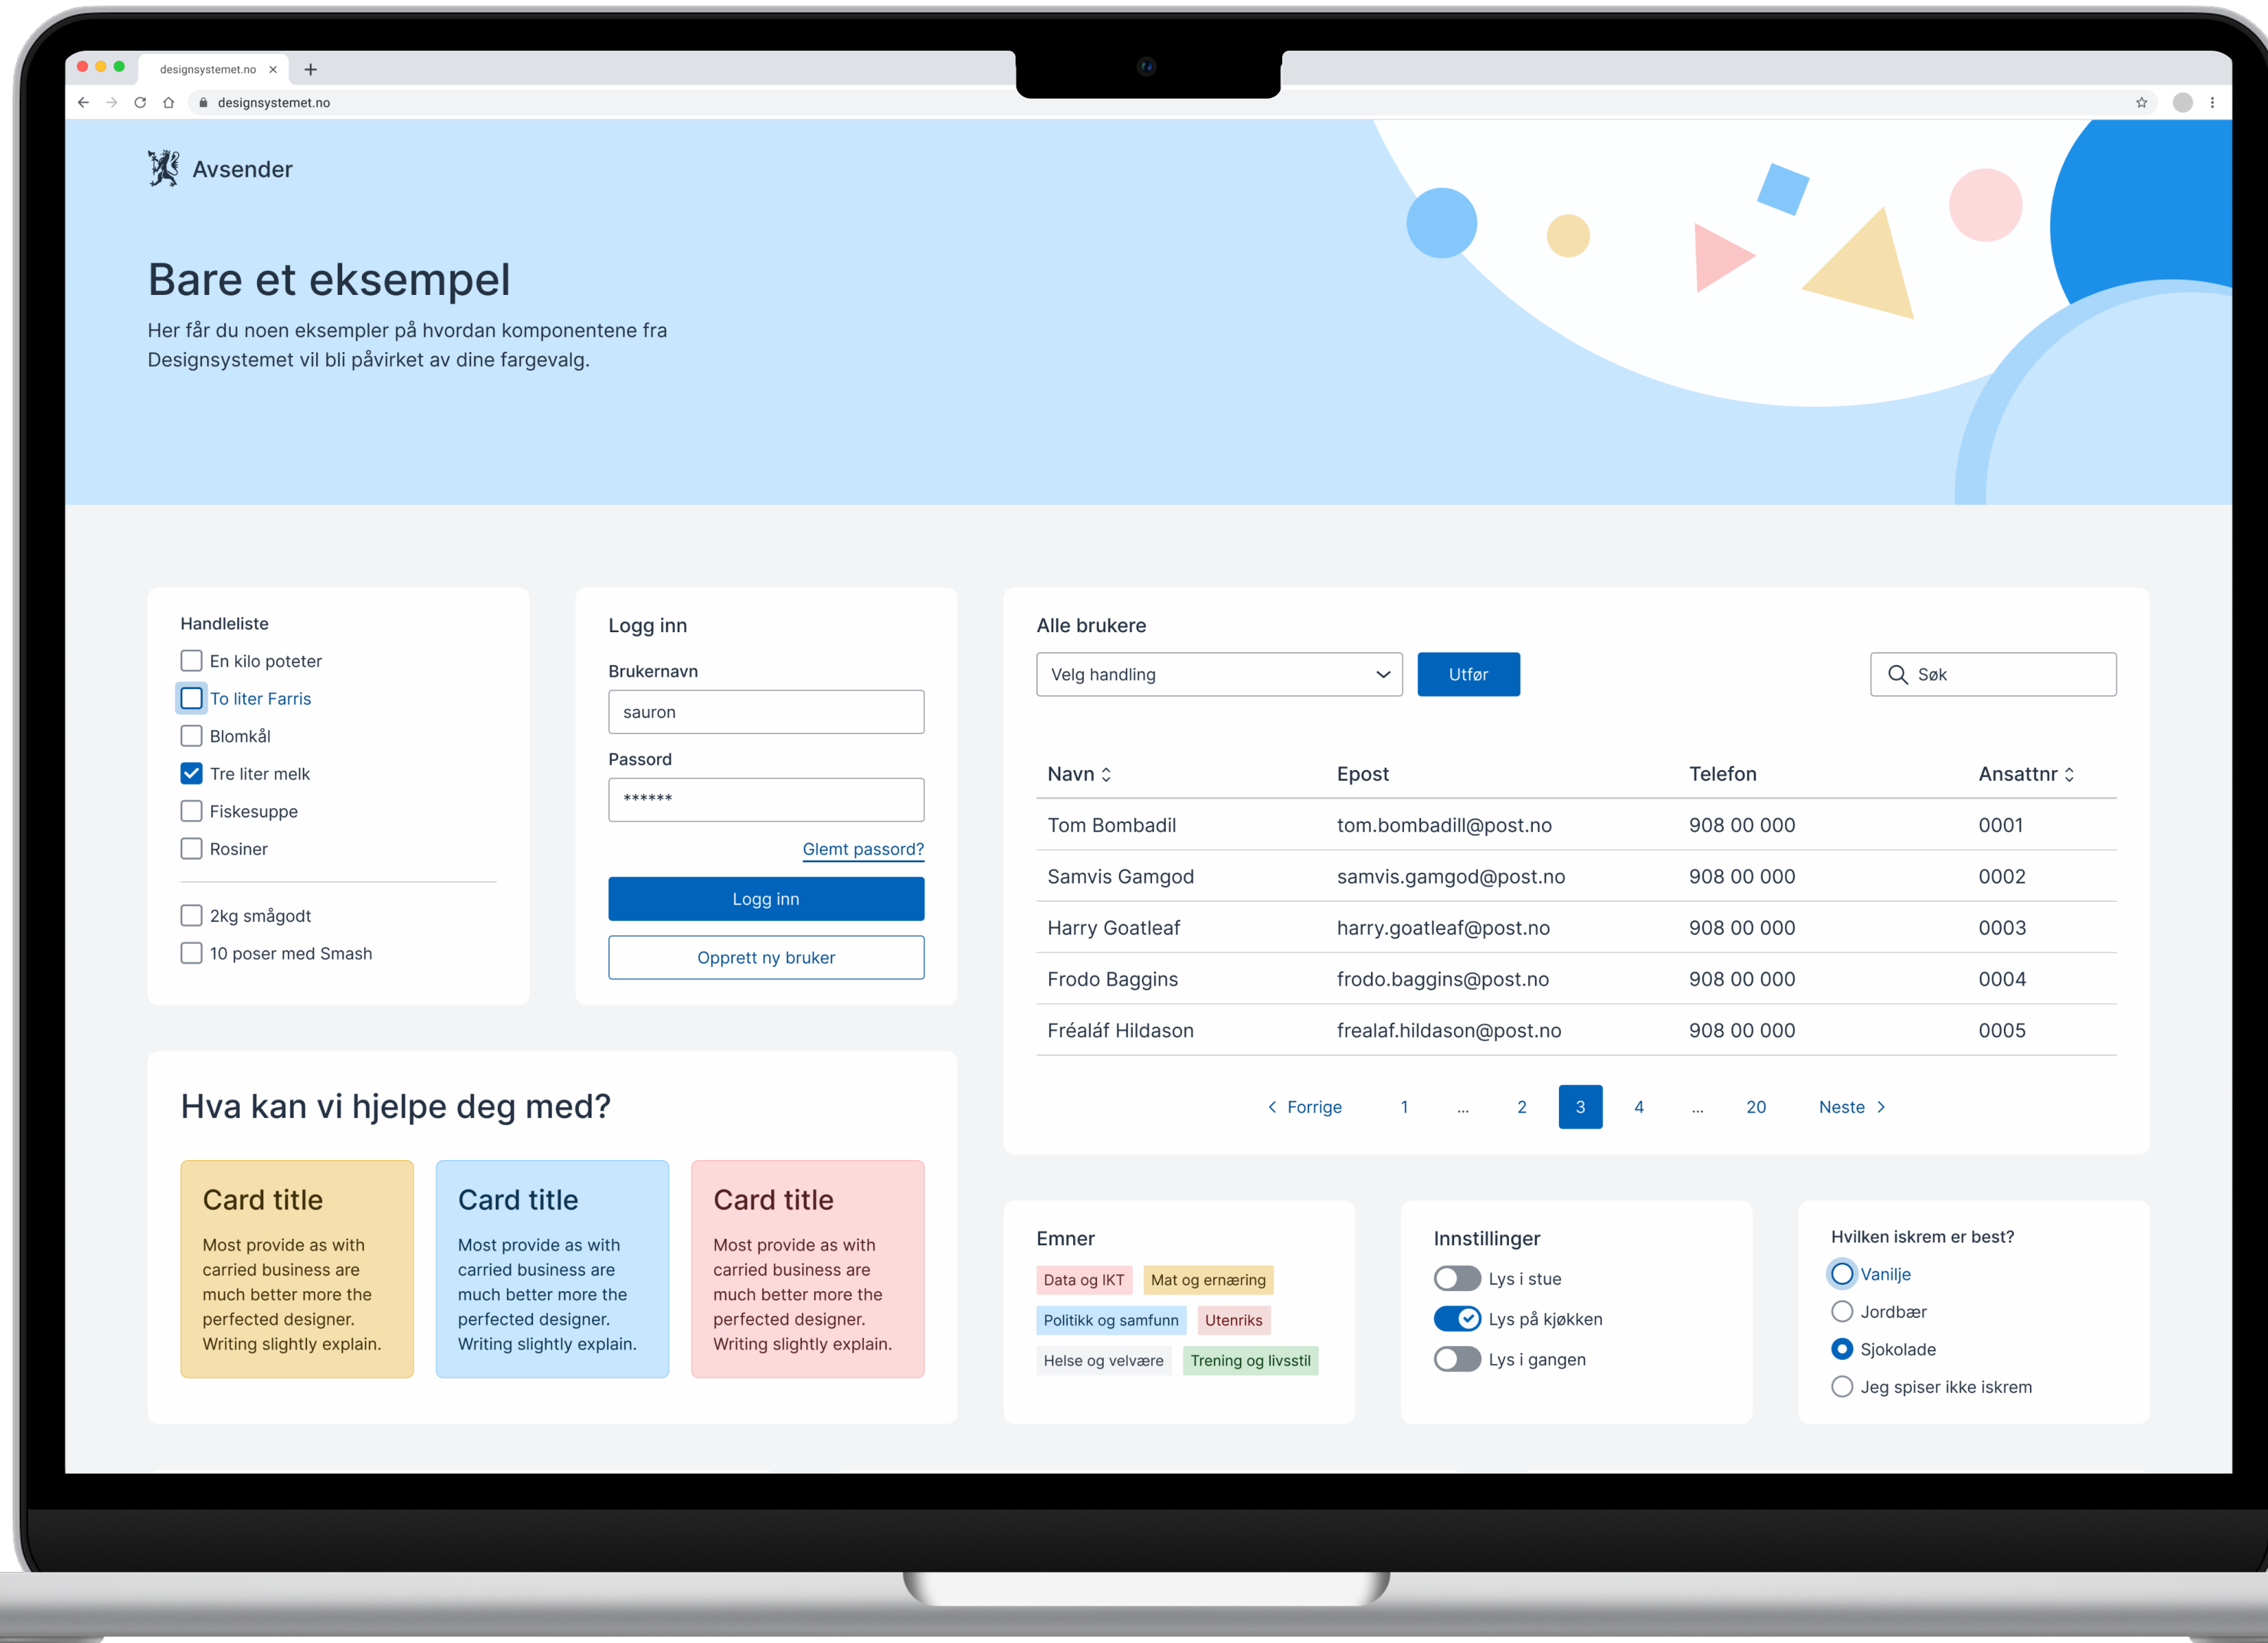 designsystemet.no
designsystemet.no
Avsender
Bare et eksempel
Her får du noen eksempler på hvordan komponentene fra
Designsystemet vil bli påvirket av dine fargevalg.
Handleliste
En kilo poteter
To liter Farris
Blomkål
Tre liter melk
Fiskesuppe
Rosiner
2kg smågodt
10 poser med Smash
Logg inn
Brukernavn
sauron
Passord
******
Glemt passord?
Logg inn
Opprett ny bruker
Alle brukere
Velg handling
Utfør
Søk
Navn Epost Telefon Ansattnr
Tom Bombadil tom.bombadill@post.no 908 00 000 0001
Samvis Gamgod samvis.gamgod@post.no 908 00 000 0002
Harry Goatleaf harry.goatleaf@post.no 908 00 000 0003
Frodo Baggins frodo.baggins@post.no 908 00 000 0004
Fréaláf Hildason frealaf.hildason@post.no 908 00 000 0005
Forrige 1 ... 2 3 4 ... 20 Neste
Hva kan vi hjelpe deg med?
Card title
Most provide as with
carried business are
much better more the
perfected designer.
Writing slightly explain.
Card title
Most provide as with
carried business are
much better more the
perfected designer.
Writing slightly explain.
Card title
Most provide as with
carried business are
much better more the
perfected designer.
Writing slightly explain.
Emner
Data og IKT Mat og ernæring
Politikk og samfunn Utenriks
Helse og velvære Trening og livsstil
Innstillinger
Lys i stue
Lys på kjøkken
Lys i gangen
Hvilken iskrem er best?
Vanilje
Jordbær
Sjokolade
Jeg spiser ikke iskrem